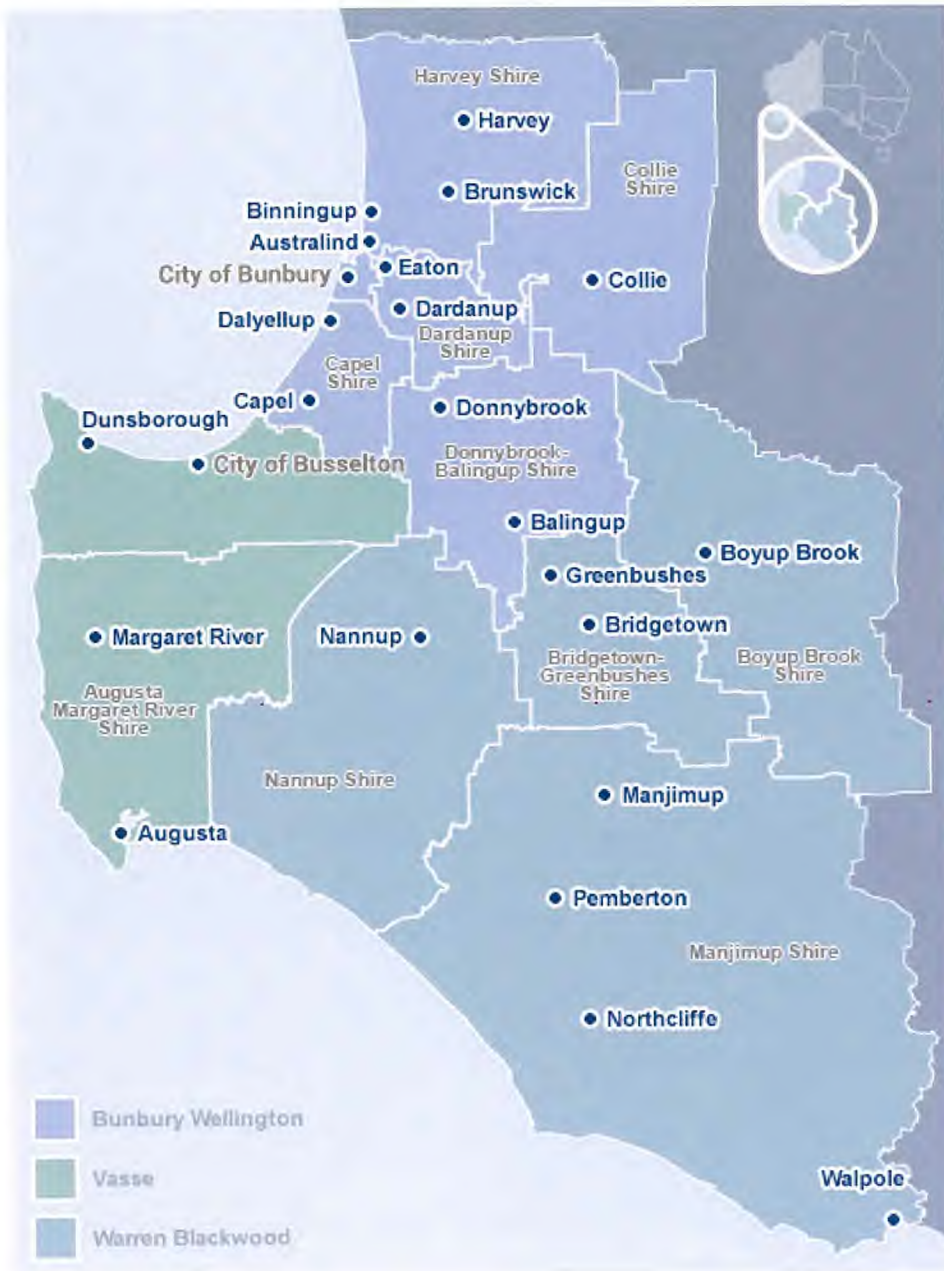 Harvey Shire
Harvey
Collie
Shire
Brunswick
Binningup
Australind
Eaton
City of Bunbury
Collie
Dardanup
Dalyellup
Dardanup
Shire
Capel
Shire
Capel
Donnybrook
Dunsborough
Donnybrook-
Balingup Shire
City of Busselton
Balingup
Boyup Brook
Greenbushes
Bridgetown
Margaret River
Nannup
Bridgetown-
Greenbushes
Shire
Boyup Brook
Shire
Augusta
Margaret River
Shire
Nannup Shire
Manjimup
Augusta
Pemberton
Manjimup Shire
Northcliffe
Bunbury Wellington
Vasse
Walpole
Warren Blackwood